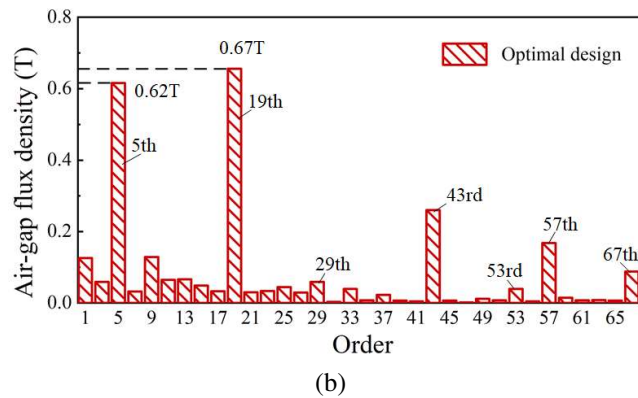 0.8
0.6
0.4
0.2
0.0
Air-gap flux density (T)
Optimal design
0.67T
0.62T
19th
5th
43rd
57th
29th
53rd
67th
1 5 9 13 17 21 25 29 33 37 41 45 49 53 57 61 65
Order
(b)